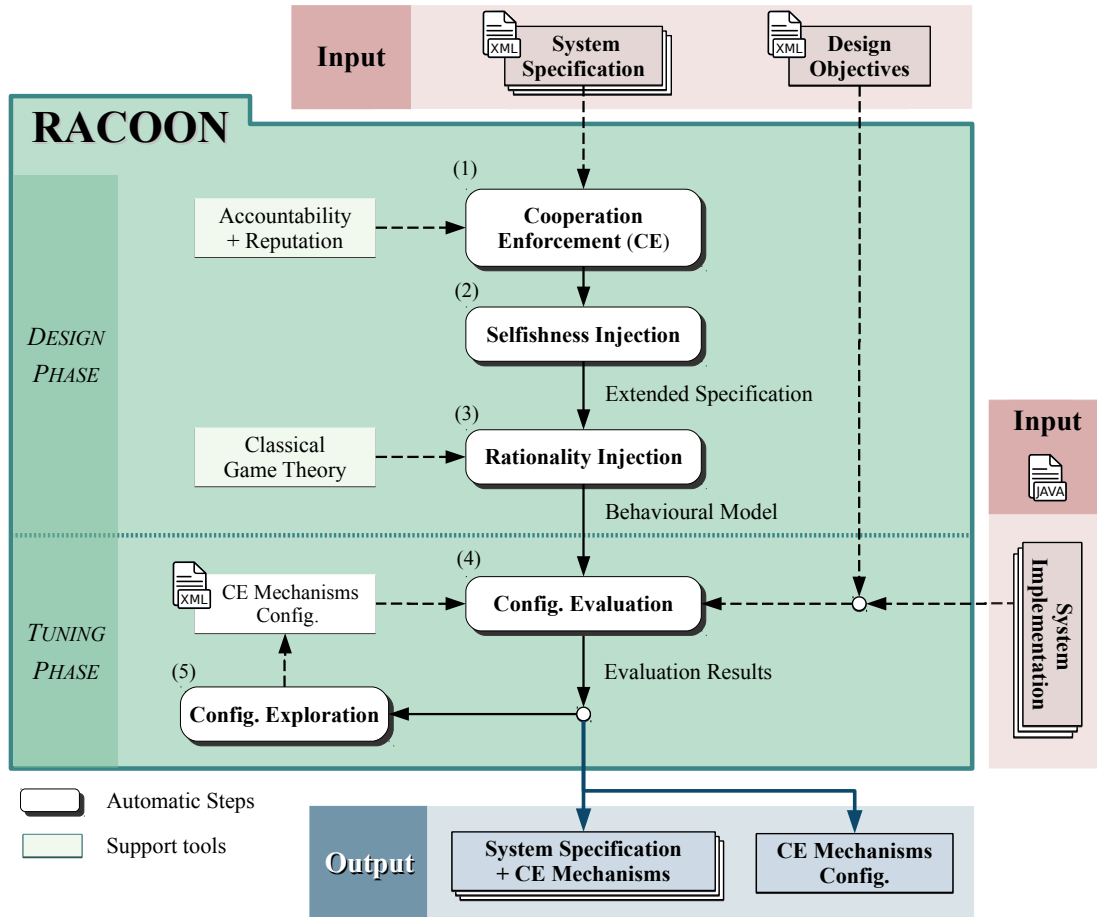 Input
XML
System
Specification
XML
Design
Objectives
RACOON
(1)
Accountability
+ Reputation
Cooperation
Enforcement (CE)
(2)
Selfishness Injection
DESIGN
PHASE
Extended Specification
(3)
Classical
Game Theory
Rationality Injection
Input
JAVA
Behavioural Model
(4)
XML
CE Mechanisms
Config.
Config. Evaluation
System
Implementation
TUNING
PHASE
Evaluation Results
(5)
Config. Exploration
Automatic Steps
Support tools
Output
System Specification
+ CE Mechanisms
CE Mechanisms
Config.